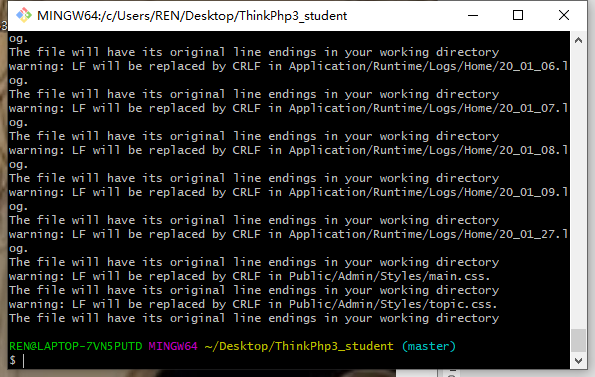 MINGW64:/c/Users/REN/Desktop/ThinkPhp3_student
og.
The file will have its original line endings in your working directory
warning: LF will be replaced by CRLF in Application/Runtime/Logs/Home/20_01_06.l
og.
The file will have its original line endings in your working directory
warning: LF will be replaced by CRLF in Application/Runtime/Logs/Home/20_01_07.l
og.
The file will have its original line endings in your working directory
warning: LF will be replaced by CRLF in Application/Runtime/Logs/Home/20_01_08.l
og.
The file will have its original line endings in your working directory
warning: LF will be replaced by CRLF in Application/Runtime/Logs/Home/20_01_09.l
og.
The file will have its original line endings in your working directory
warning: LF will be replaced by CRLF in Application/Runtime/Logs/Home/20_01_27.l
og.
The file will have its original line endings in your working directory
warning: LF will be replaced by CRLF in Public/Admin/Styles/main.css.
The file will have its original line endings in your working directory
warning: LF will be replaced by CRLF in Public/Admin/Styles/topic.css.
The file will have its original line endings in your working directory
REN@LAPTOP-7VN5PUTD MINGW64 ~/Desktop/ThinkPhp3_student (master)
$